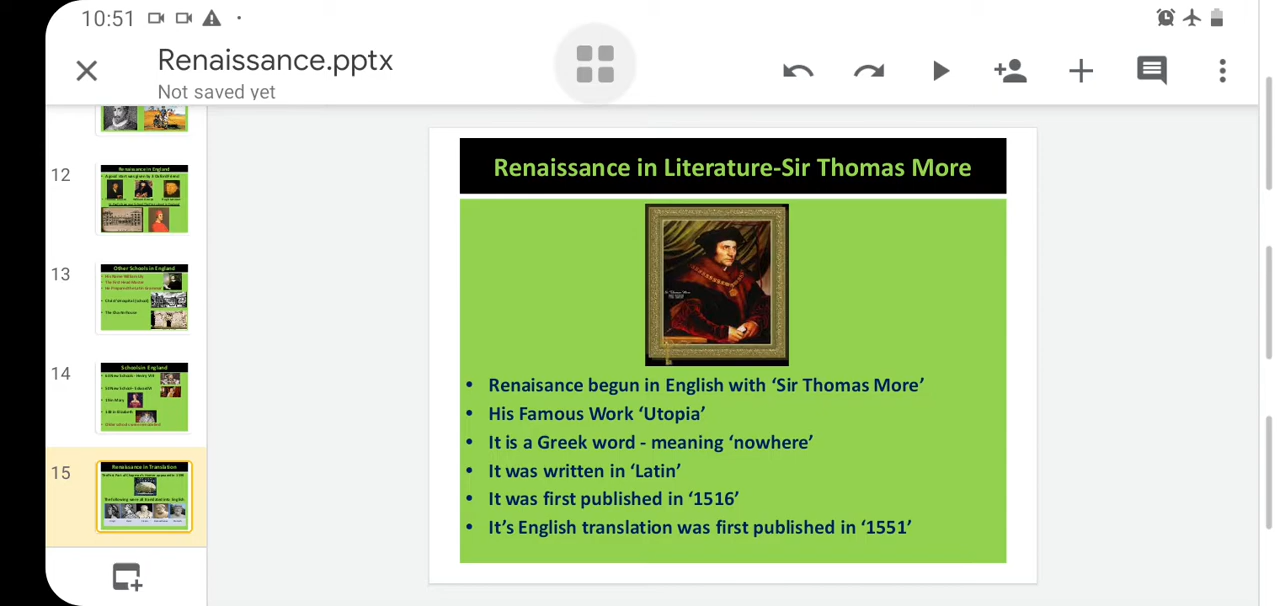 10:51
Renaissance.pptx
Not saved yet
12
Renaissance in England
13
Other Schools in England
14
Schools in England
15
Renaissance in Translation
Renaissance in Literature-Sir Thomas More
• Renaisance begun in English with ‘Sir Thomas More’
• His Famous Work ‘Utopia’
• It is a Greek word - meaning ‘nowhere’
• It was written in ‘Latin’
• It was first published in ‘1516’
• It’s English translation was first published in ‘1551’